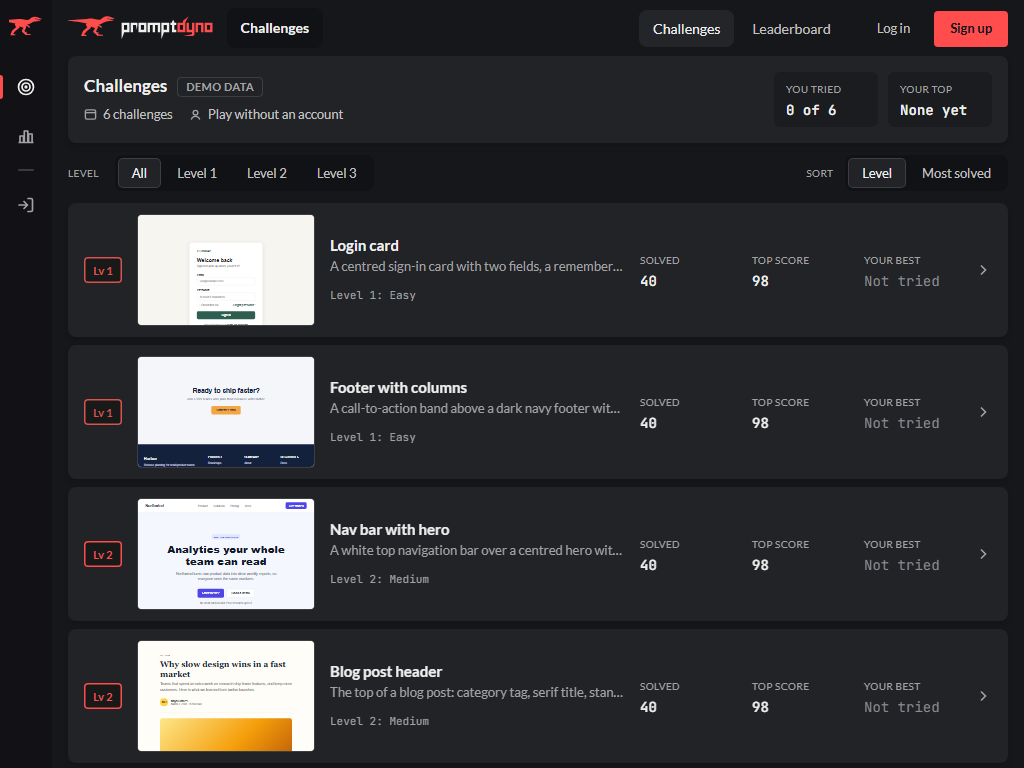 promptdyno
Challenges
Challenges
Leaderboard
Log in
Sign up
Challenges
DEMO DATA
6 challenges
Play without an account
YOU TRIED
0 of 6
YOUR TOP
None yet
LEVEL
All
Level 1
Level 2
Level 3
SORT
Level
Most solved
Lv 1
Welcome back
Login card
A centred sign-in card with two fields, a remember...
Level 1: Easy
SOLVED
40
TOP SCORE
98
YOUR BEST
Not tried
Lv 1
Ready to ship faster?
Footer with columns
A call-to-action band above a dark navy footer wit...
Level 1: Easy
SOLVED
40
TOP SCORE
98
YOUR BEST
Not tried
Lv 2
Analytics your whole
team can read
Nav bar with hero
A white top navigation bar over a centred hero wit...
Level 2: Medium
SOLVED
40
TOP SCORE
98
YOUR BEST
Not tried
Lv 2
Why slow design wins in a fast
market
Blog post header
The top of a blog post: category tag, serif title, stan...
Level 2: Medium
SOLVED
40
TOP SCORE
98
YOUR BEST
Not tried